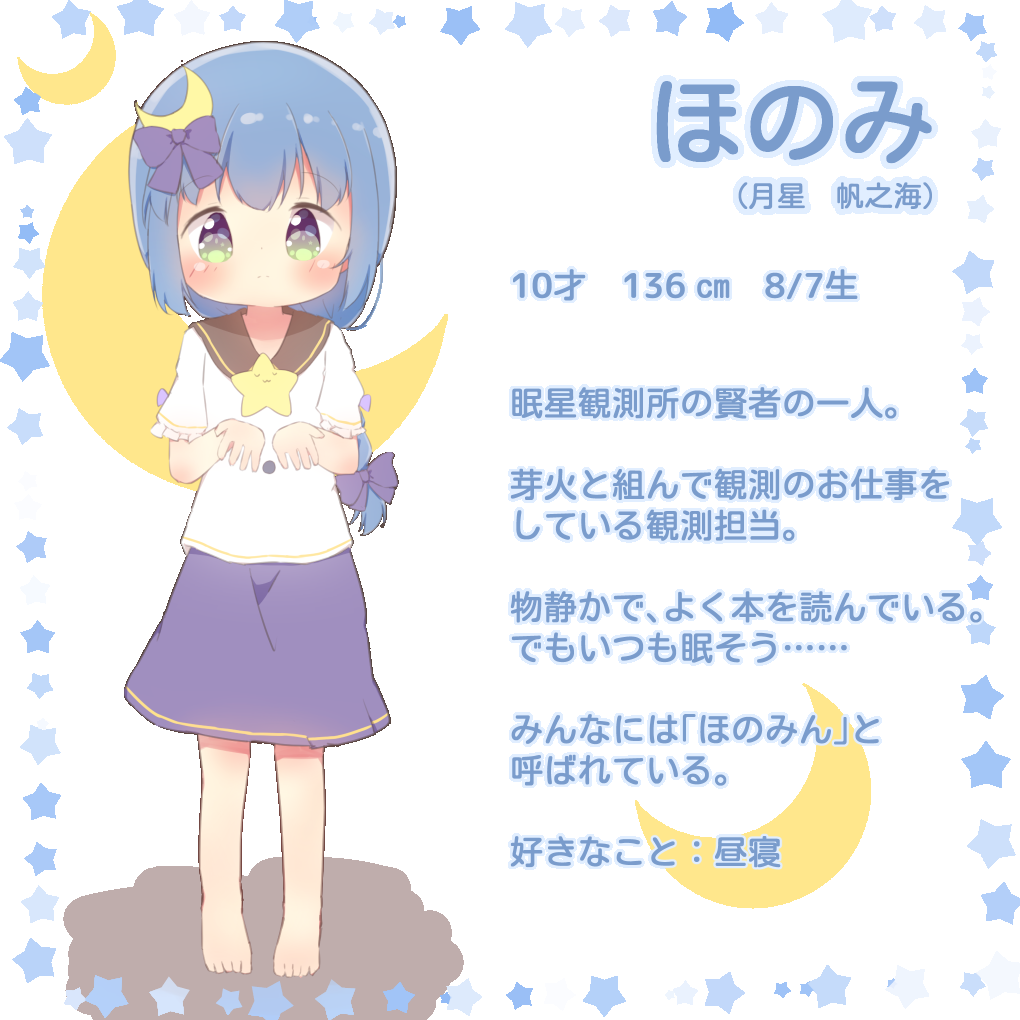 ほのみ
（月星　帆之海）
10才　136㎝　8/7生
眠星観測所の賢者の一人。
芽火と組んで観測のお仕事を
している観測担当。
物静かで、よく本を読んでいる。
でもいつも眠そう……
みんなには「ほのみん」と
呼ばれている。
好きなこと：昼寝